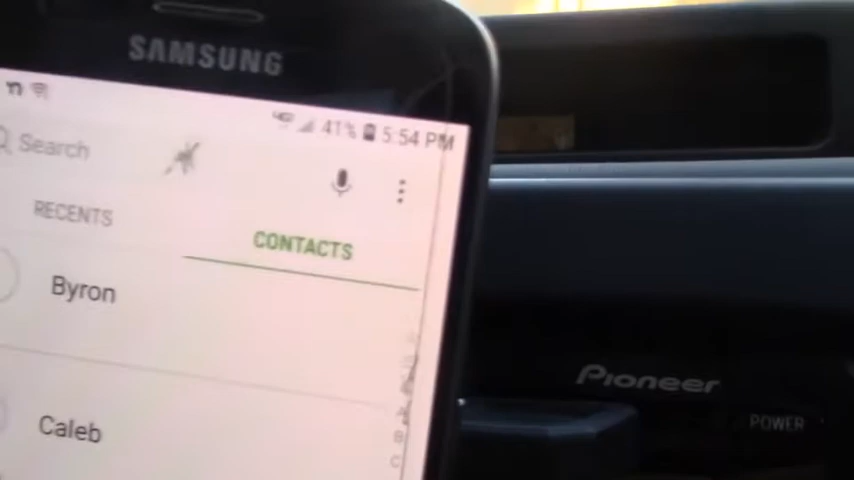 SAMSUNG
41% 5:54 PM
Search
RECENTS
CONTACTS
Byron
Caleb
B
C
Pioneer
POWER